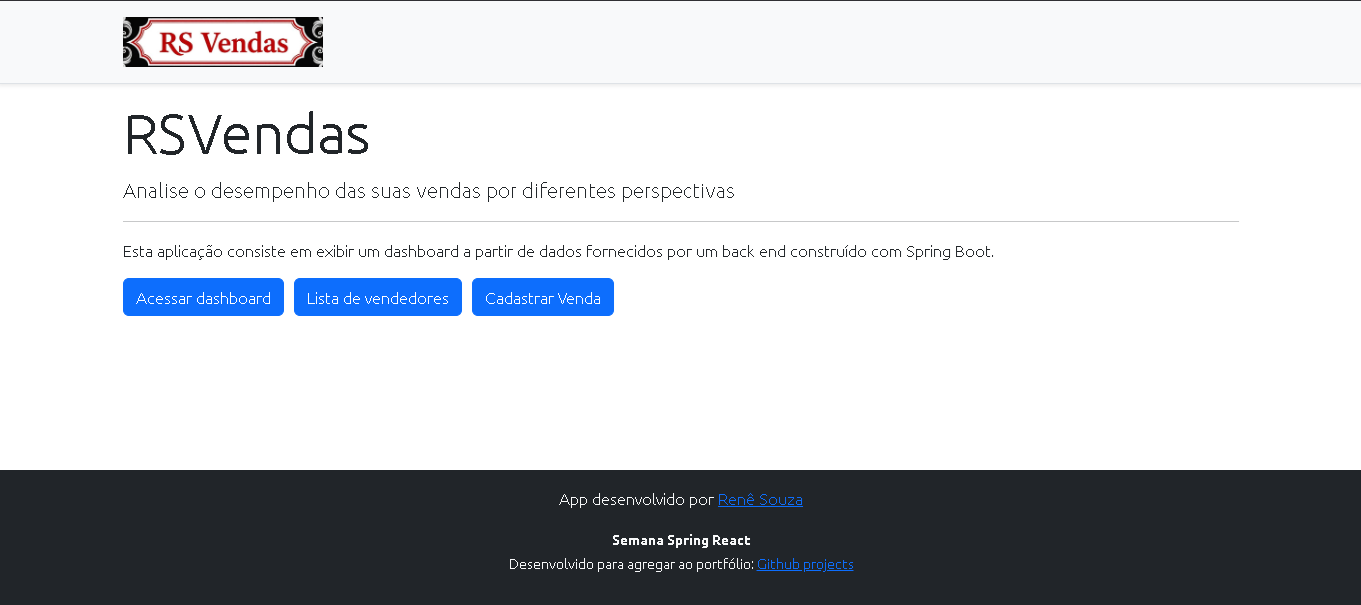 RS Vendas
RSVendas
Analise o desempenho das suas vendas por diferentes perspectivas
Esta aplicação consiste em exibir um dashboard a partir de dados fornecidos por um back end construído com Spring Boot.
Acessar dashboard
Lista de vendedores
Cadastrar Venda
App desenvolvido por Renê Souza
Semana Spring React
Desenvolvido para agregar ao portfólio: Github projects